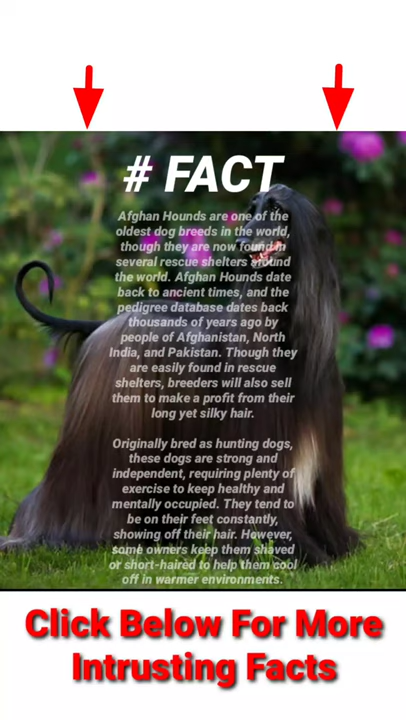 # FACT
Afghan Hounds are one of the
oldest dog breeds in the world,
though they are now found in
several rescue shelters around
the world. Afghan Hounds date
back to ancient times, and the
pedigree database dates back
thousands of years ago by
people of Afghanistan, North
India, and Pakistan. Though they
are easily found in rescue
shelters, breeders will also sell
them to make a profit from their
long yet silky hair.
Originally bred as hunting dogs,
these dogs are strong and
independent, requiring plenty of
exercise to keep healthy and
mentally occupied. They tend to
be on their feet constantly,
showing off their hair. However,
some owners keep them shaved
or short-haired to help them cool
off in warmer environments.
Click Below For More
Intrusting Facts